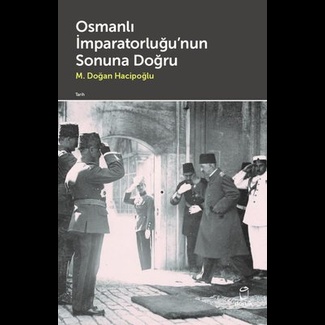 Osmanlı
İmparatorluğu'nun
Sonuna Doğru
M. Doğan Hacipoğlu
Tarih